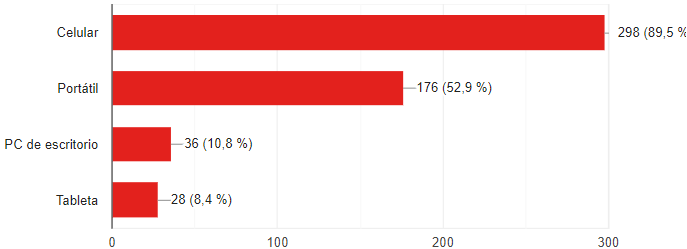 Celular 298 (89,5 %
Portátil 176 (52,9 %)
PC de escritorio 36 (10,8 %)
Tableta 28 (8,4 %)
0 100 200 300